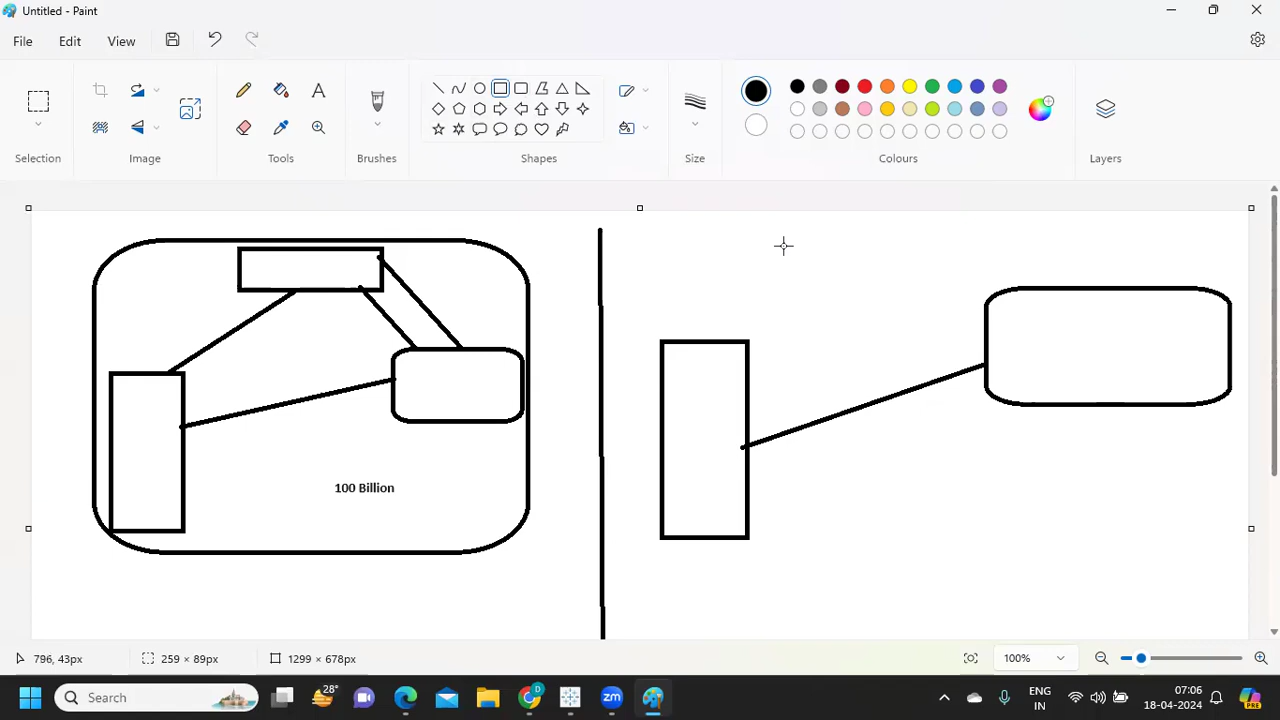 Untitled - Paint
File Edit View
Selection Image Tools Brushes Shapes Size Colours Layers
100 Billion
796, 43px 259 × 89px 1299 × 678px 100%
Search 28° ENG IN 07:06 18-04-2024